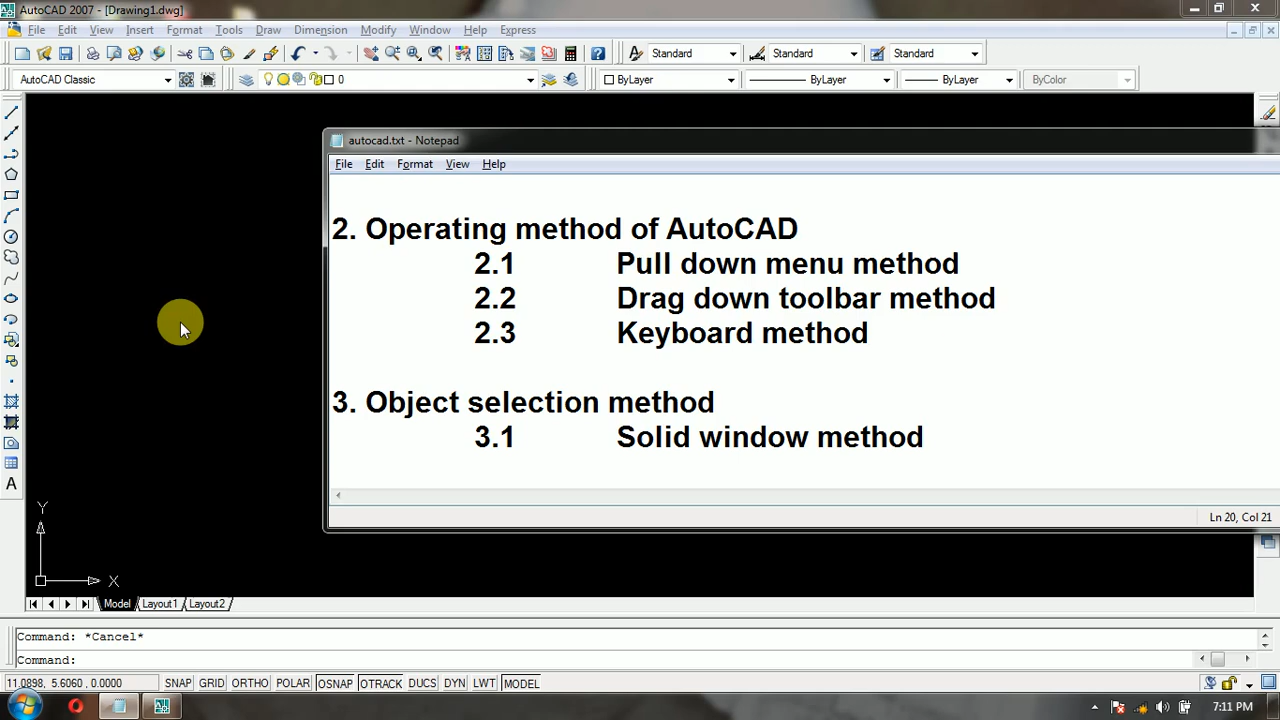 AutoCAD 2007 - [Drawing1.dwg]
File Edit View Insert Format Tools Draw Dimension Modify Window Help Express
Standard Standard Standard
AutoCAD Classic 0 ByLayer ByLayer ByLayer ByColor
autocad.txt - Notepad
File Edit Format View Help
2. Operating method of AutoCAD
2.1 Pull down menu method
2.2 Drag down toolbar method
2.3 Keyboard method
3. Object selection method
3.1 Solid window method
Ln 20, Col 21
A
Y
X
Model Layout1 Layout2
Command: *Cancel*
Command:
11.0898, 5.6060, 0.0000 SNAP GRID ORTHO POLAR OSNAP OTRACK DUCS DYN LWT MODEL
7:11 PM